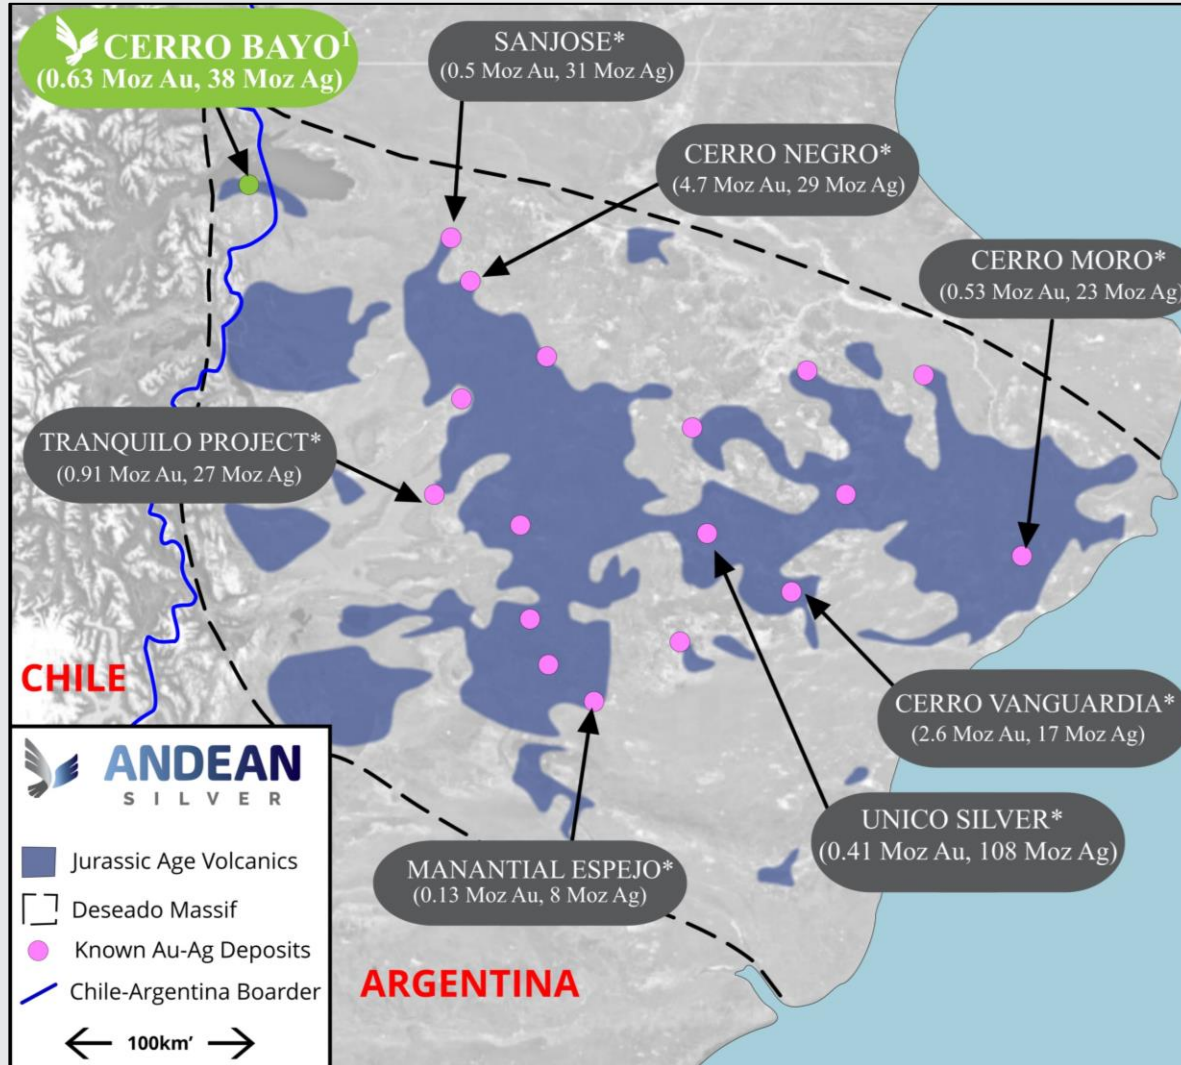 CERRO BAYO¹
(0.63 Moz Au, 38 Moz Ag)
SANJOSE*
(0.5 Moz Au, 31 Moz Ag)
CERRO NEGRO*
(4.7 Moz Au, 29 Moz Ag)
CERRO MORO*
(0.53 Moz Au, 23 Moz Ag)
TRANQUILO PROJECT*
(0.91 Moz Au, 27 Moz Ag)
CHILE
CERRO VANGUARDIA*
(2.6 Moz Au, 17 Moz Ag)
UNICO SILVER*
(0.41 Moz Au, 108 Moz Ag)
MANANTIAL ESPEJO*
(0.13 Moz Au, 8 Moz Ag)
ARGENTINA
ANDEAN
SILVER
Jurassic Age Volcanics
Deseado Massif
Known Au-Ag Deposits
Chile-Argentina Boarder
100km'